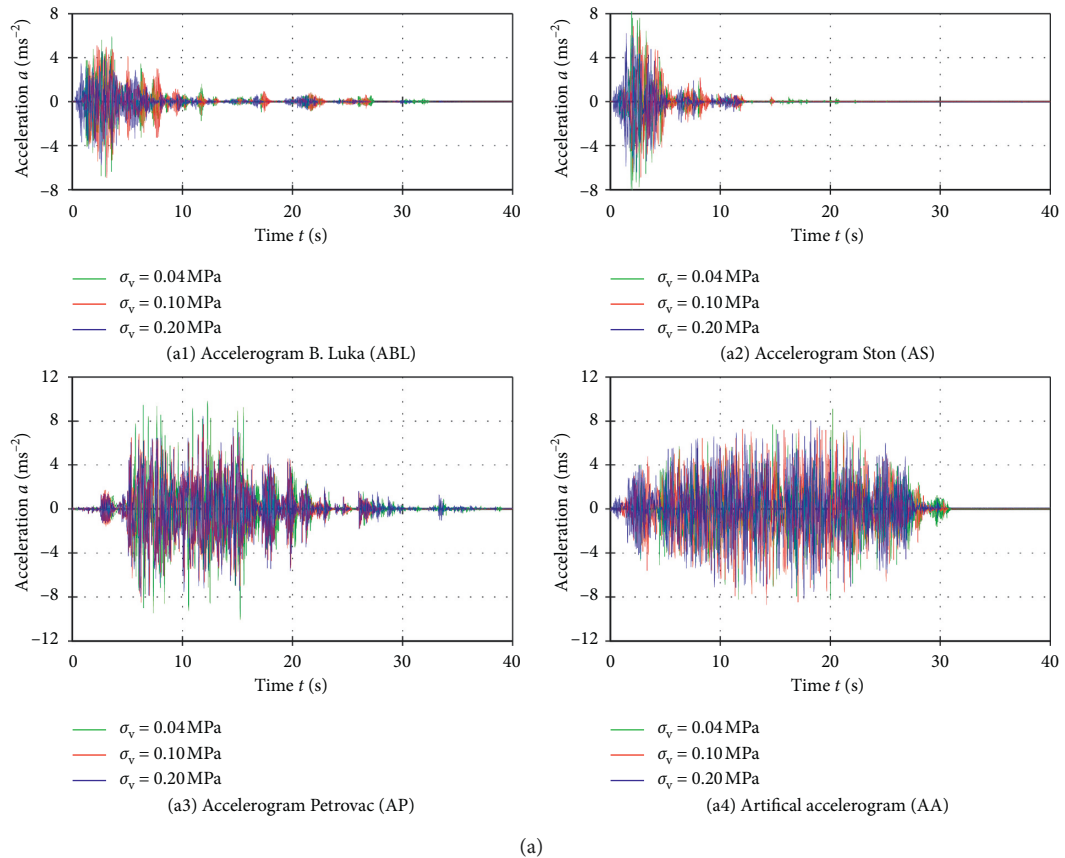 8
4
0
−4
−8
Acceleration a (ms⁻²)
0 10 20 30 40
Time t (s)
σᵥ = 0.04 MPa
σᵥ = 0.10 MPa
σᵥ = 0.20 MPa
(a1) Accelerogram B. Luka (ABL)
8
4
0
−4
−8
Acceleration a (ms⁻²)
0 10 20 30 40
Time t (s)
σᵥ = 0.04 MPa
σᵥ = 0.10 MPa
σᵥ = 0.20 MPa
(a2) Accelerogram Ston (AS)
12
8
4
0
−4
−8
−12
Acceleration a (ms⁻²)
0 10 20 30 40
Time t (s)
σᵥ = 0.04 MPa
σᵥ = 0.10 MPa
σᵥ = 0.20 MPa
(a3) Accelerogram Petrovac (AP)
12
8
4
0
−4
−8
−12
Acceleration a (ms⁻²)
0 10 20 30 40
Time t (s)
σᵥ = 0.04 MPa
σᵥ = 0.10 MPa
σᵥ = 0.20 MPa
(a4) Artifical accelerogram (AA)
(a)